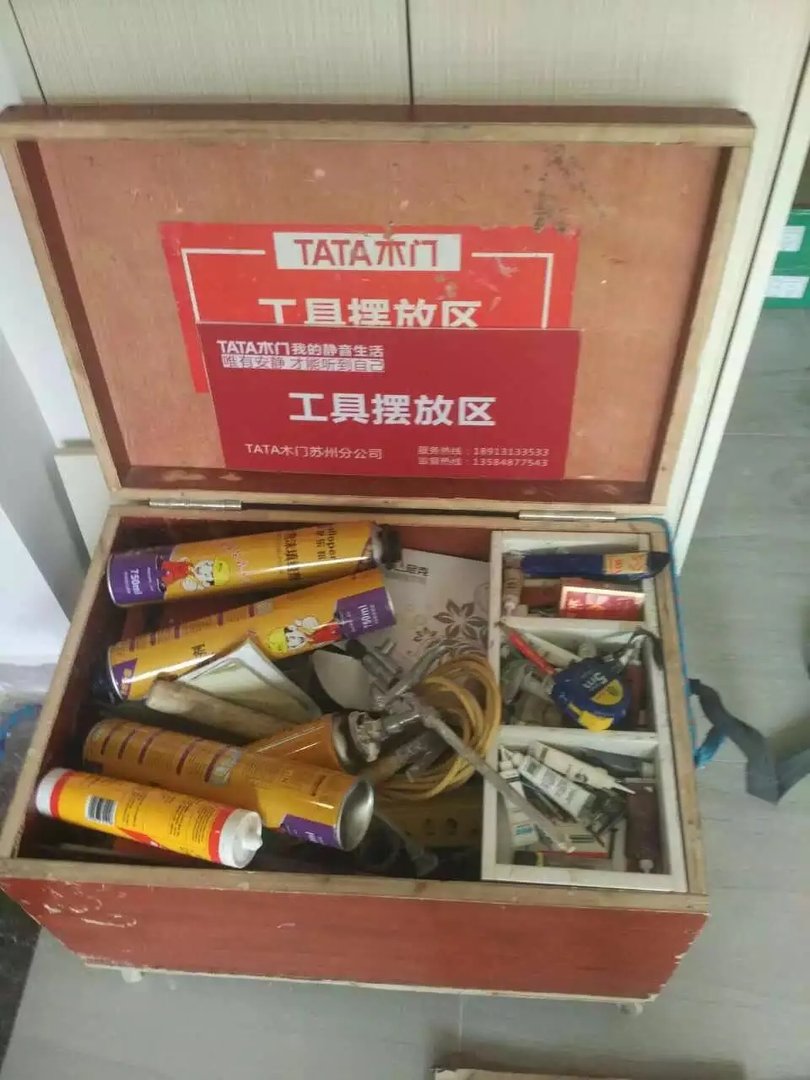 TATA木门
工具摆放区
TATA木门我的静音生活
唯有安静 才能听到自己
工具摆放区
TATA木门苏州分公司
服务热线：18913133533
监督热线：13584877543
750ml
750ml
5m